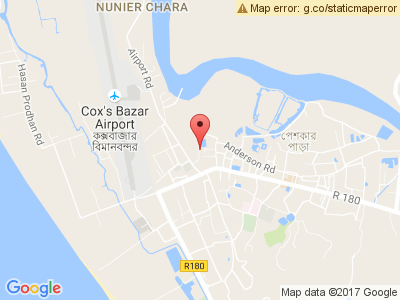 NUNIER CHARA
Map error: g.co/staticmaperror
Airport Rd
Hasan Prodhan Rd
Cox's Bazar
Airport
কক্সবাজার
বিমানবন্দর
পেশকার
পাড়া
Anderson Rd
R 180
R180
Google
Map data ©2017 Google